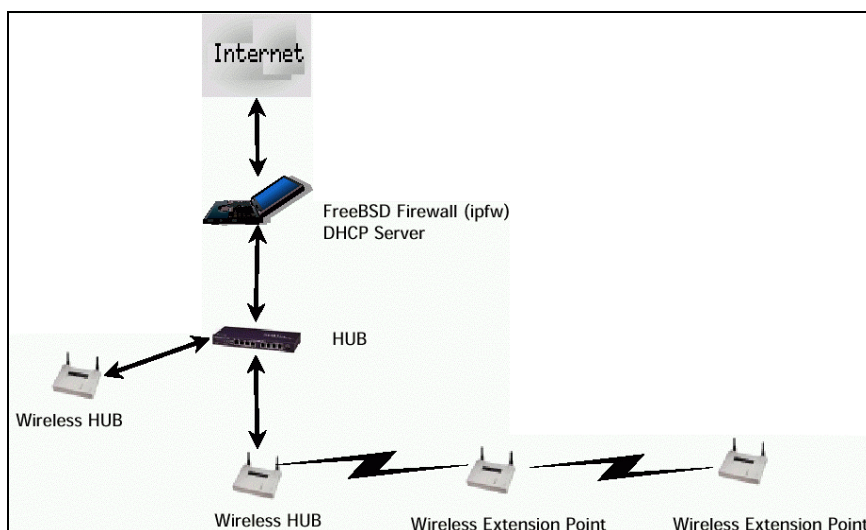 Internet
FreeBSD Firewall (ipfw)
DHCP Server
HUB
Wireless HUB
Wireless HUB
Wireless Extension Point
Wireless Extension Point